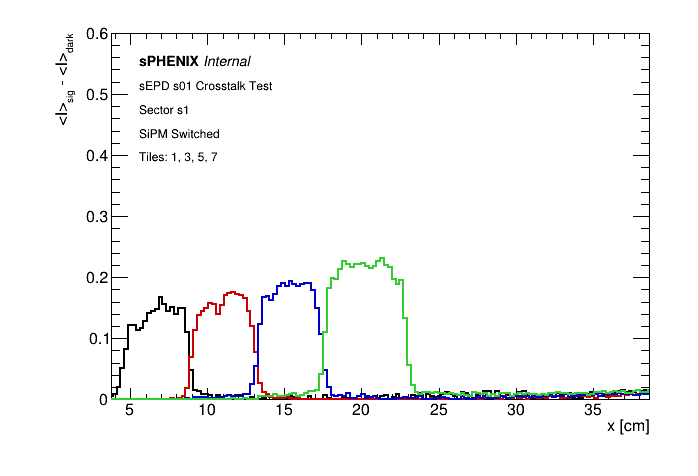 <I>sig - <I>dark
0.6
0.5
0.4
0.3
0.2
0.1
0
sPHENIX Internal
sEPD s01 Crosstalk Test
Sector s1
SiPM Switched
Tiles: 1, 3, 5, 7
5 10 15 20 25 30 35
x [cm]